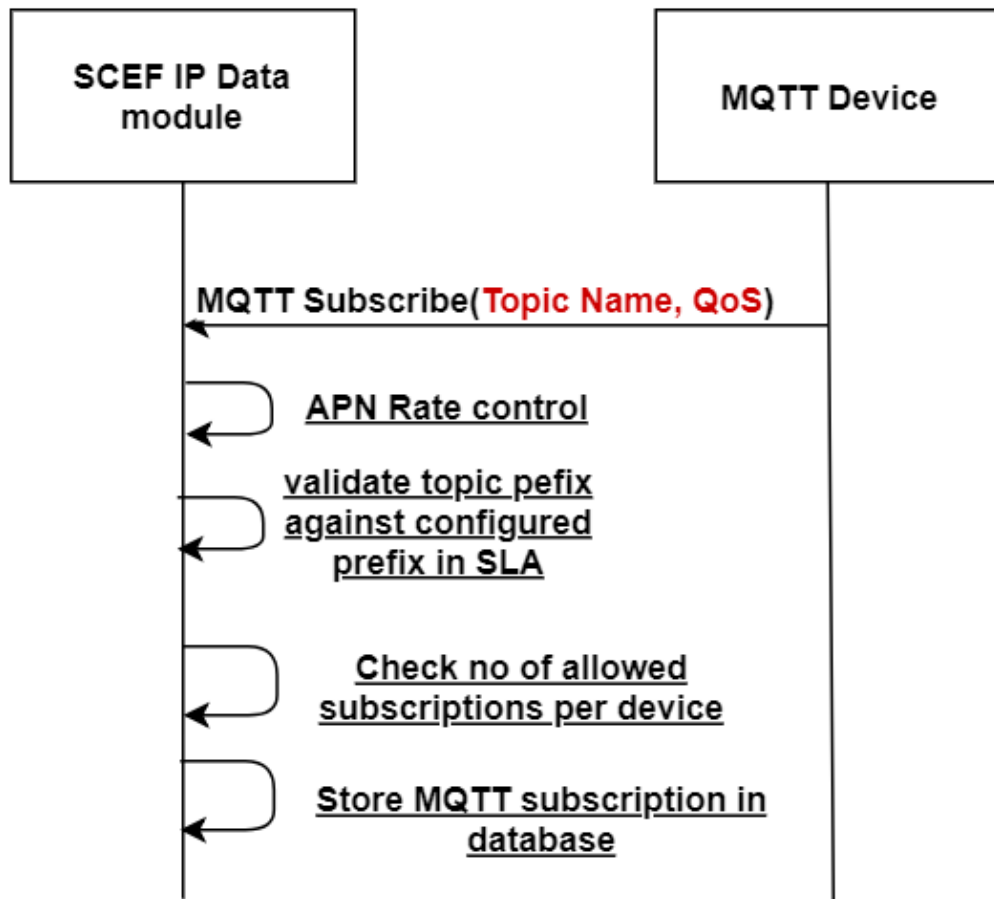 SCEF IP Data
module
MQTT Device
MQTT Subscribe(Topic Name, QoS)
APN Rate control
validate topic pefix
against configured
prefix in SLA
Check no of allowed
subscriptions per device
Store MQTT subscription in
database